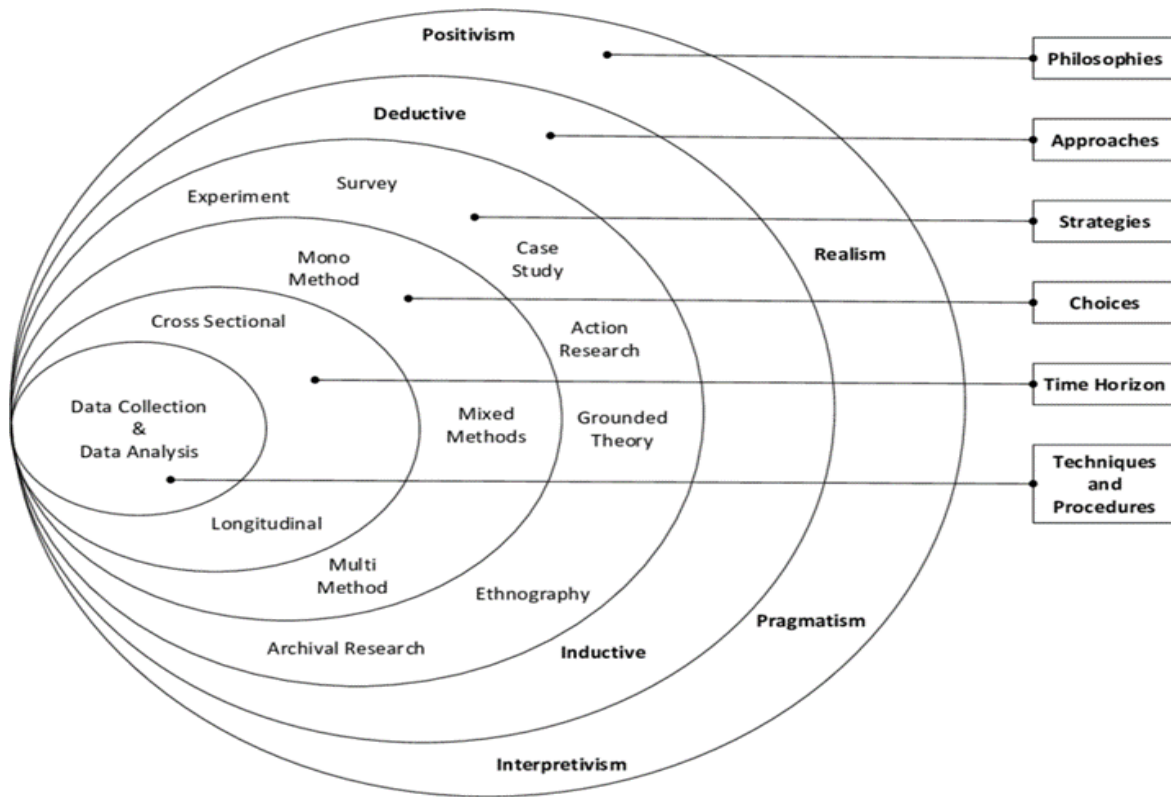 Positivism
Philosophies
Deductive
Approaches
Experiment
Survey
Strategies
Mono
Method
Case
Study
Realism
Choices
Cross Sectional
Action
Research
Time Horizon
Data Collection
&
Data Analysis
Mixed
Methods
Grounded
Theory
Techniques
and
Procedures
Longitudinal
Multi
Method
Ethnography
Pragmatism
Archival Research
Inductive
Interpretivism